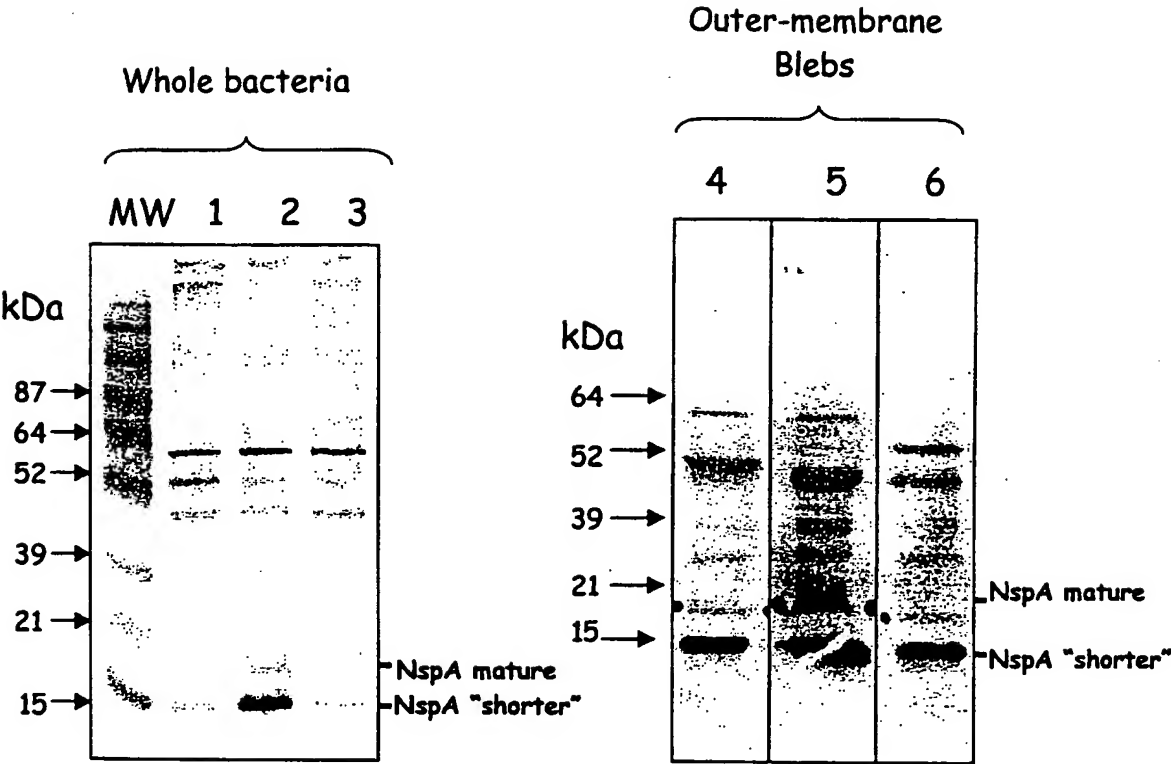 Whole bacteria
MW 1 2 3
kDa
87
64
52
39
21
15
NspA mature
NspA "shorter"
Outer-membrane
Blebs
4 5 6
kDa
64
52
39
21
15
NspA mature
NspA "shorter"